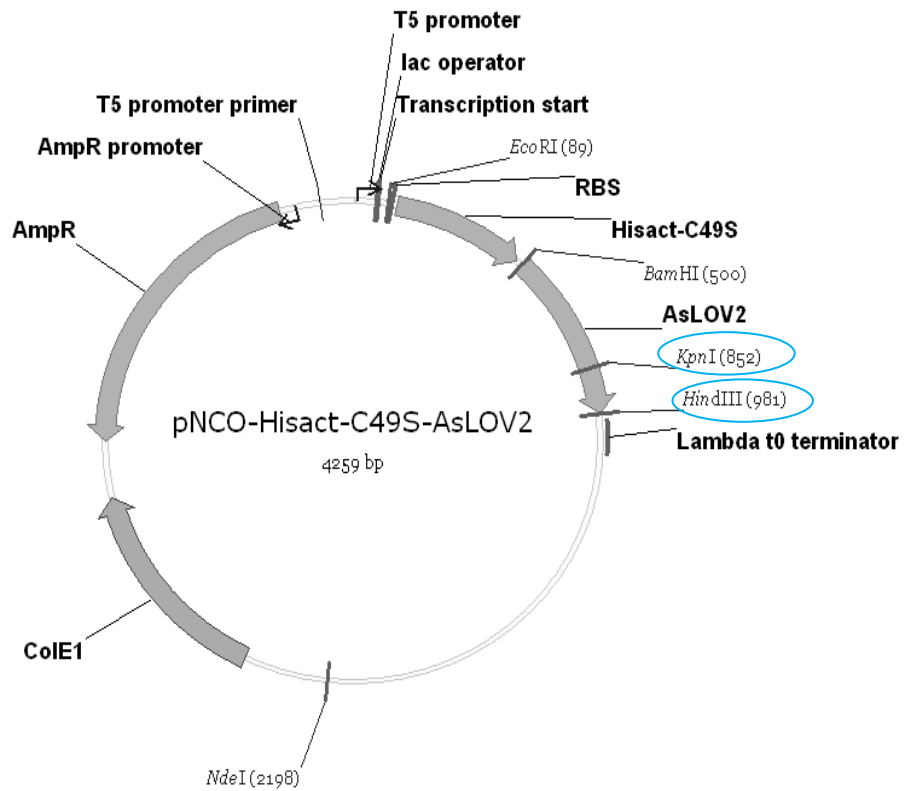 T5 promoter
lac operator
T5 promoter primer
Transcription start
AmpR promoter
EcoRI (89)
RBS
AmpR
Hisact-C49S
BamHI (500)
AsLOV2
KpnI (852)
HindIII (981)
pNCO-Hisact-C49S-AsLOV2
Lambda t0 terminator
4259 bp
ColE1
NdeI (2198)